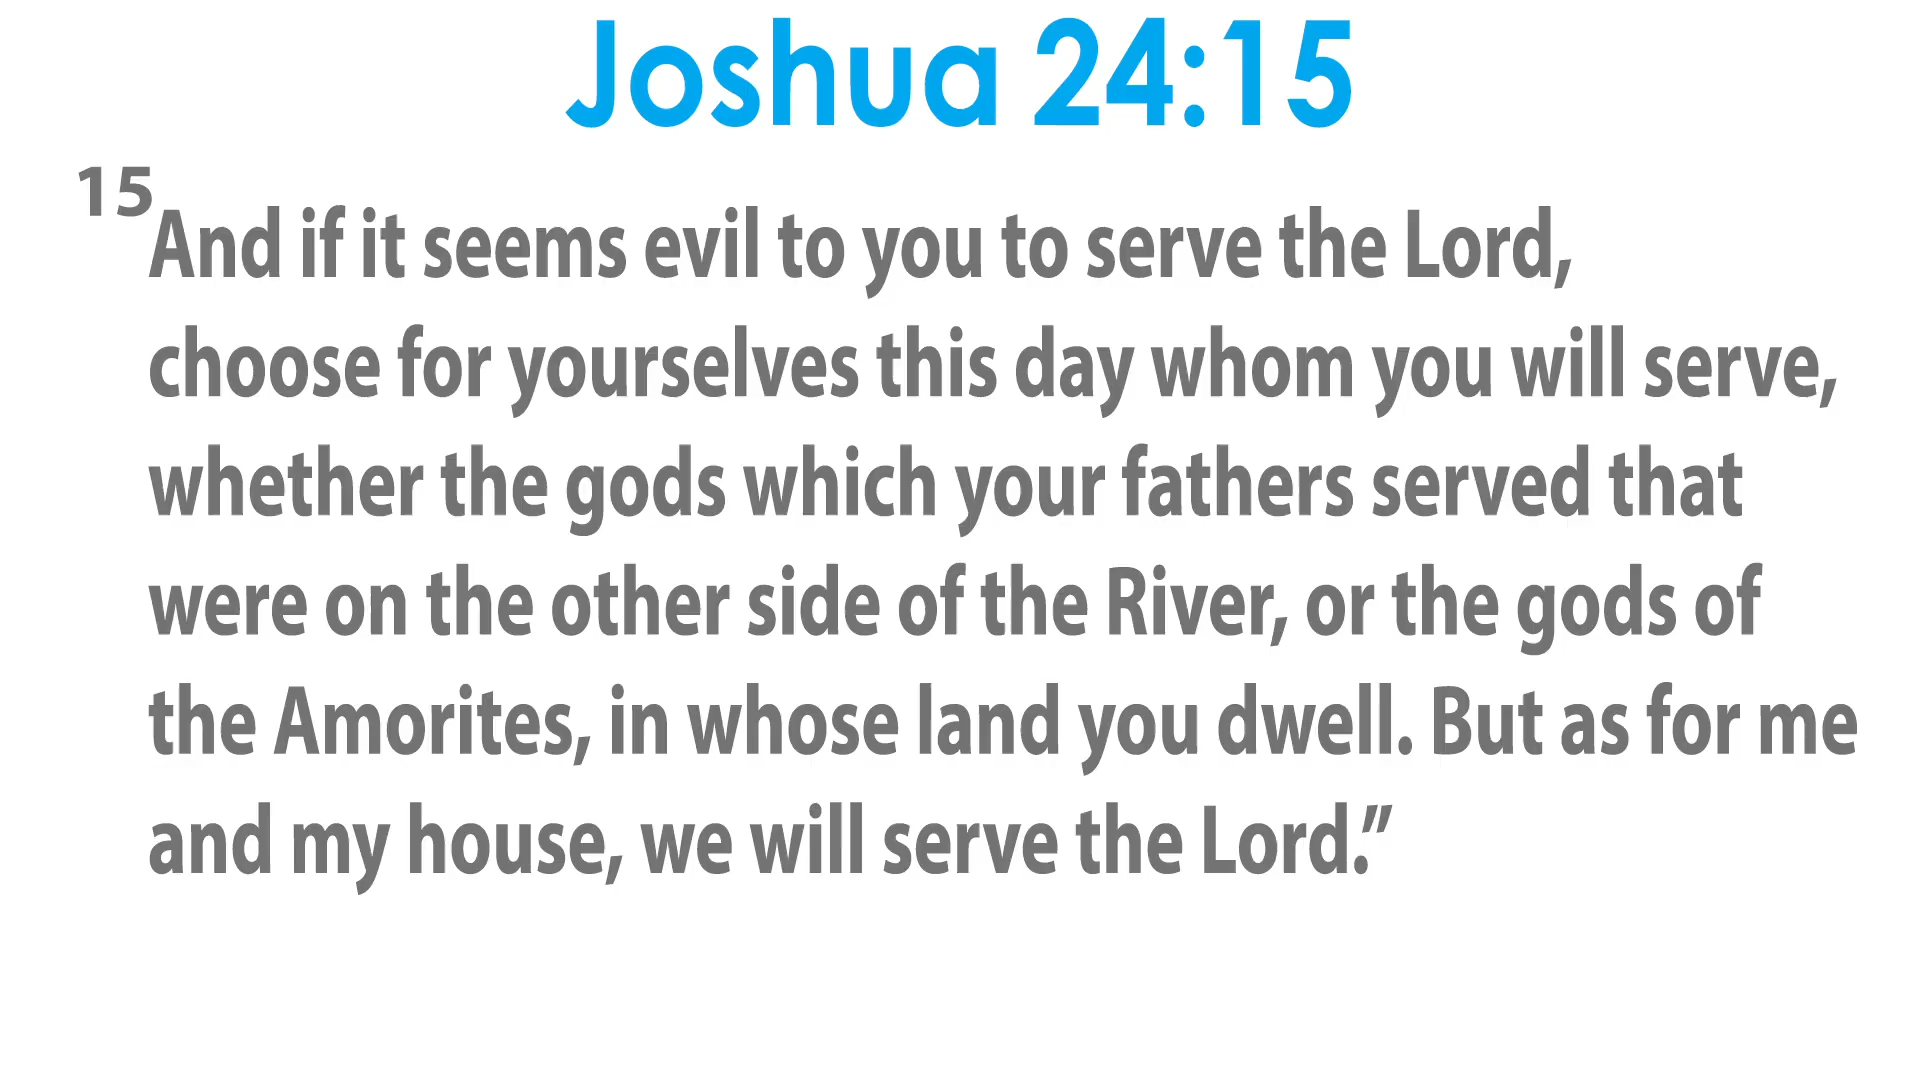 Joshua 24:15
15 And if it seems evil to you to serve the Lord,
choose for yourselves this day whom you will serve,
whether the gods which your fathers served that
were on the other side of the River, or the gods of
the Amorites, in whose land you dwell. But as for me
and my house, we will serve the Lord.”